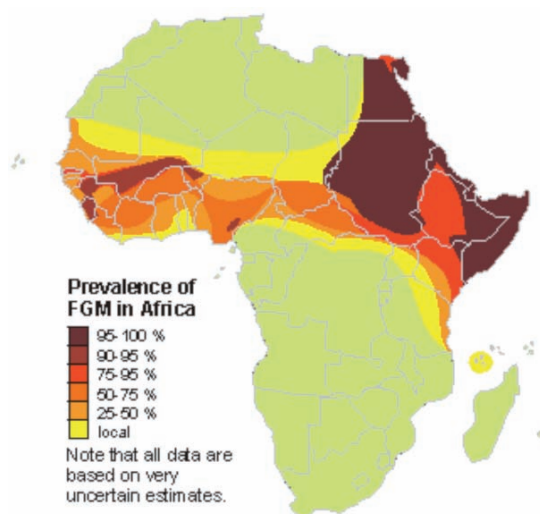 Prevalence of
FGM in Africa
95-100 %
90-95 %
75-95 %
50-75 %
25-50 %
local
Note that all data are
based on very
uncertain estimates.